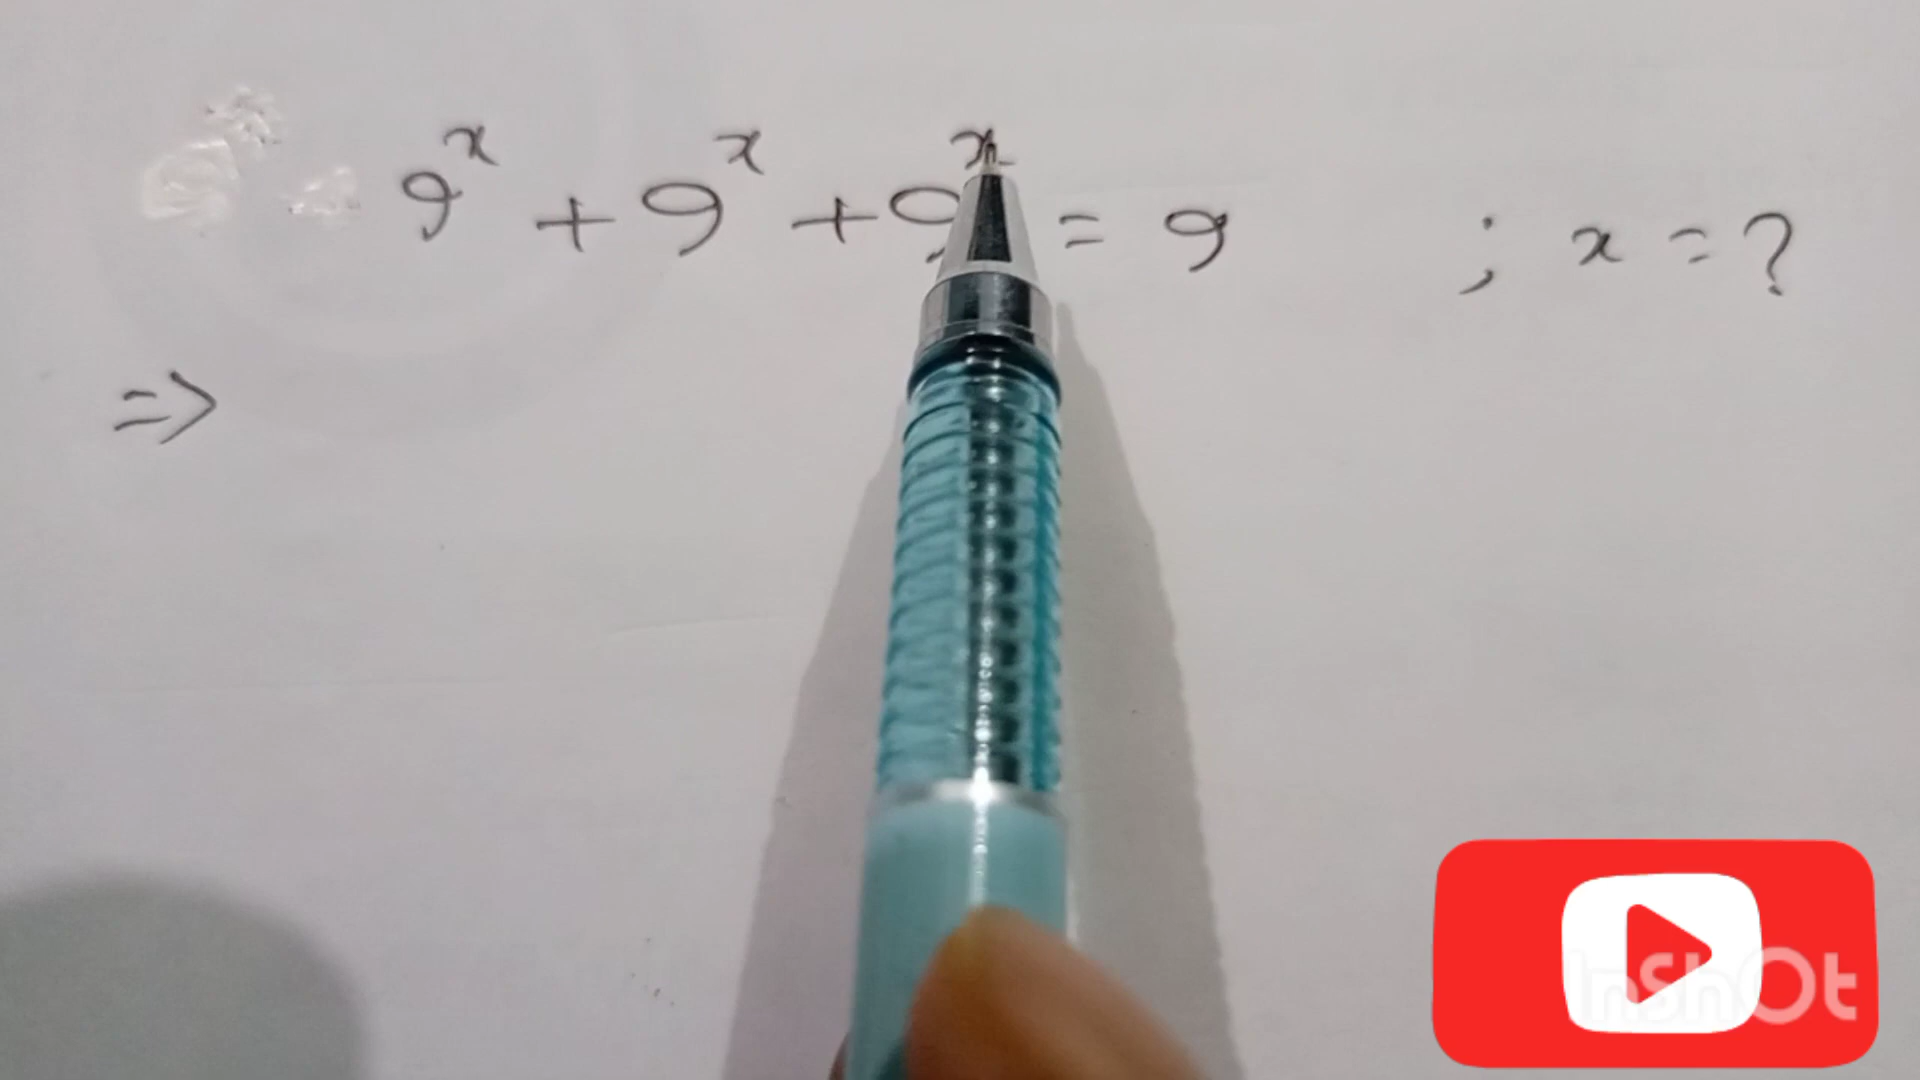 9^x + 9^x + 9^x = 9 ; x = ?
⇒
InShOt